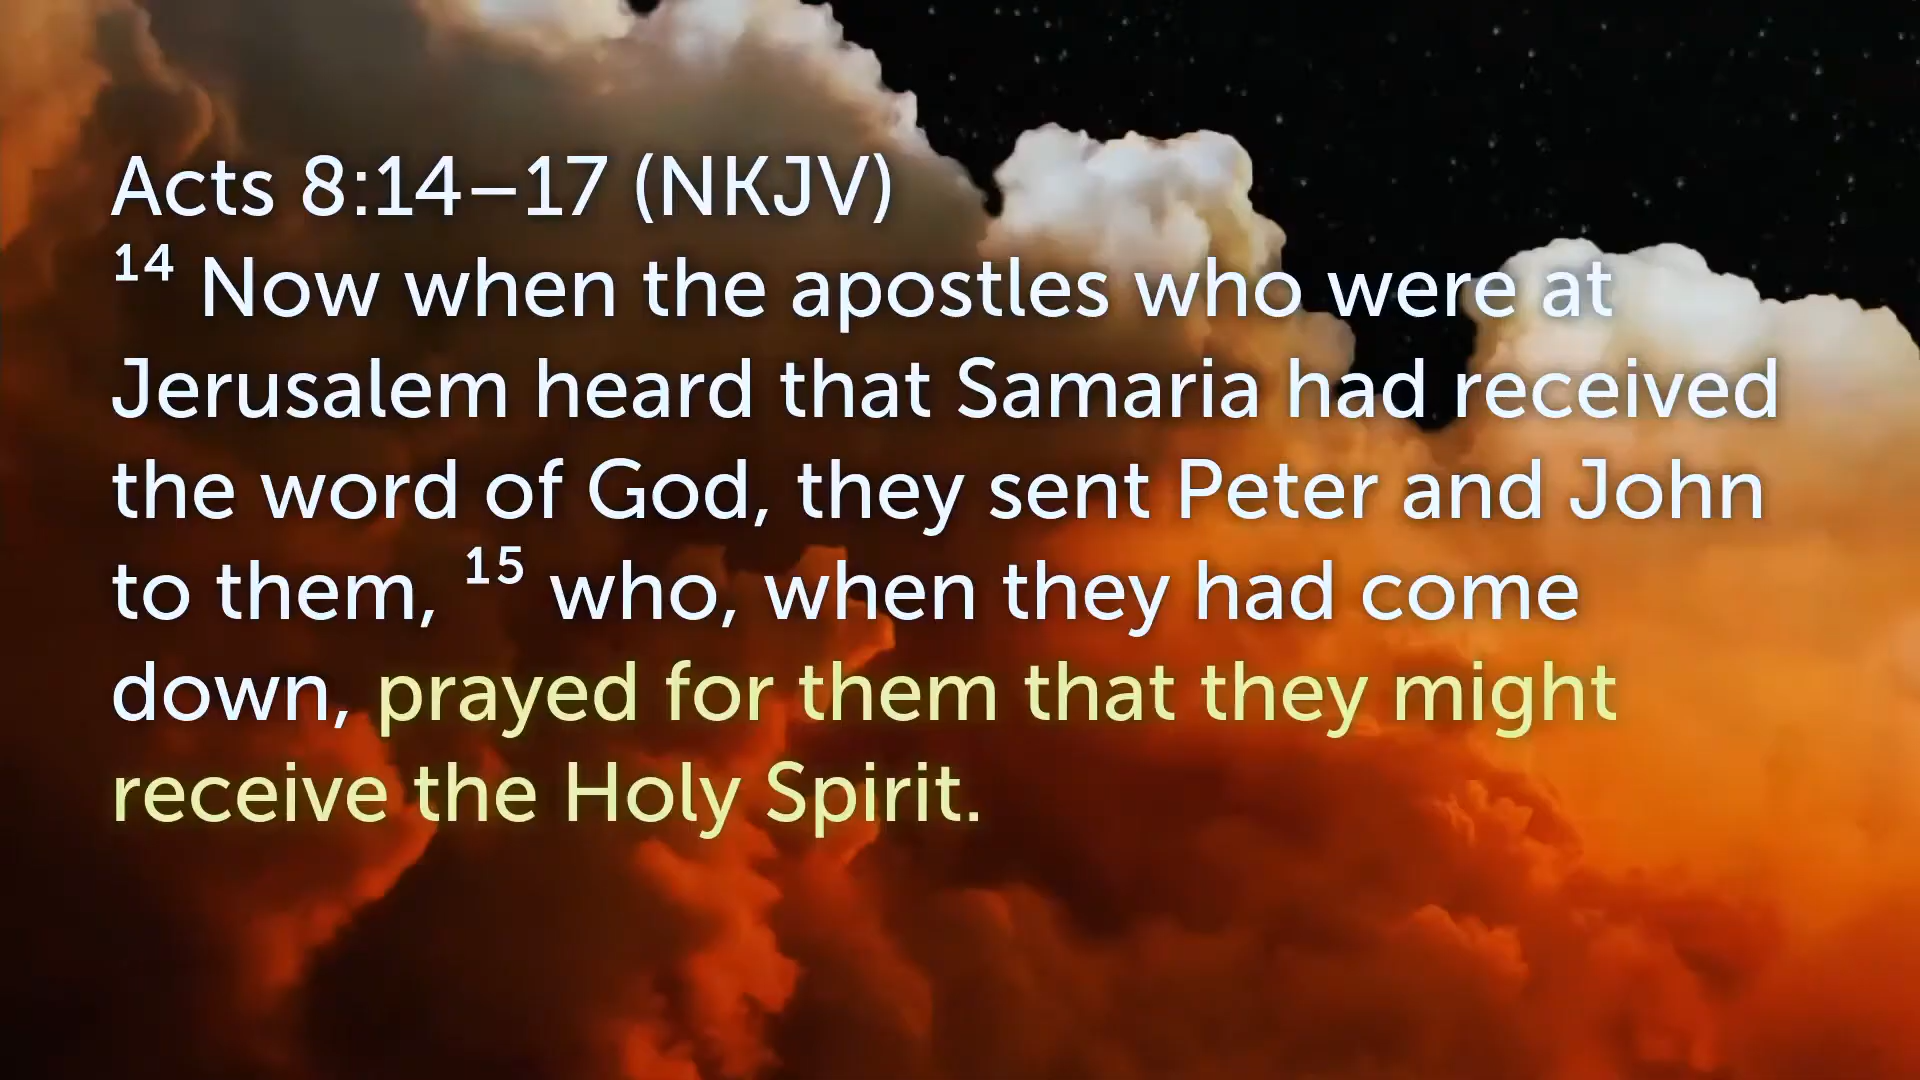 Acts 8:14–17 (NKJV)
14 Now when the apostles who were at
Jerusalem heard that Samaria had received
the word of God, they sent Peter and John
to them, 15 who, when they had come
down, prayed for them that they might
receive the Holy Spirit.